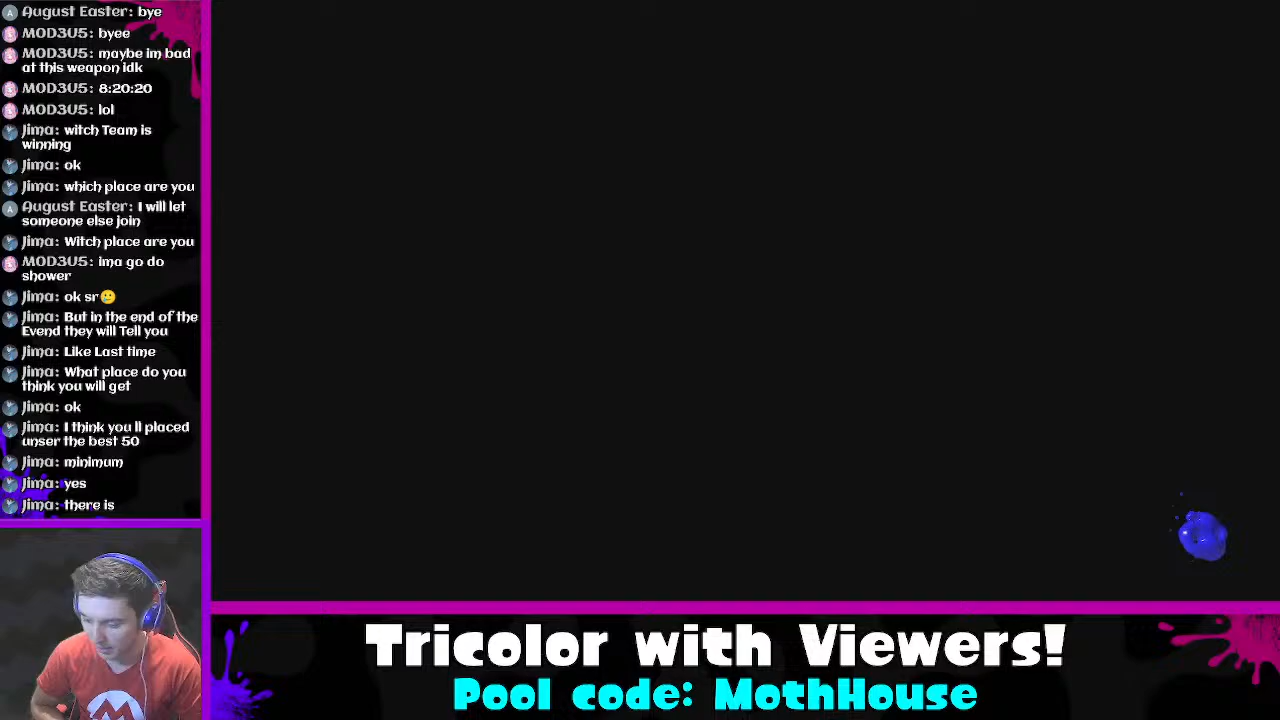 August Easter: bye
MOD3U5: byee
MOD3U5: maybe im bad
at this weapon idk
MOD3U5: 8:20:20
MOD3U5: lol
Jima: witch Team is
winning
Jima: ok
Jima: which place are you
August Easter: I will let
someone else join
Jima: Witch place are you
MOD3U5: ima go do
shower
Jima: ok sr🥲
Jima: But in the end of the
Evend they will Tell you
Jima: Like Last time
Jima: What place do you
think you will get
Jima: ok
Jima: I think you ll placed
unser the best 50
Jima: minimum
Jima: yes
Jima: there is
Tricolor with Viewers!
Pool code: MothHouse